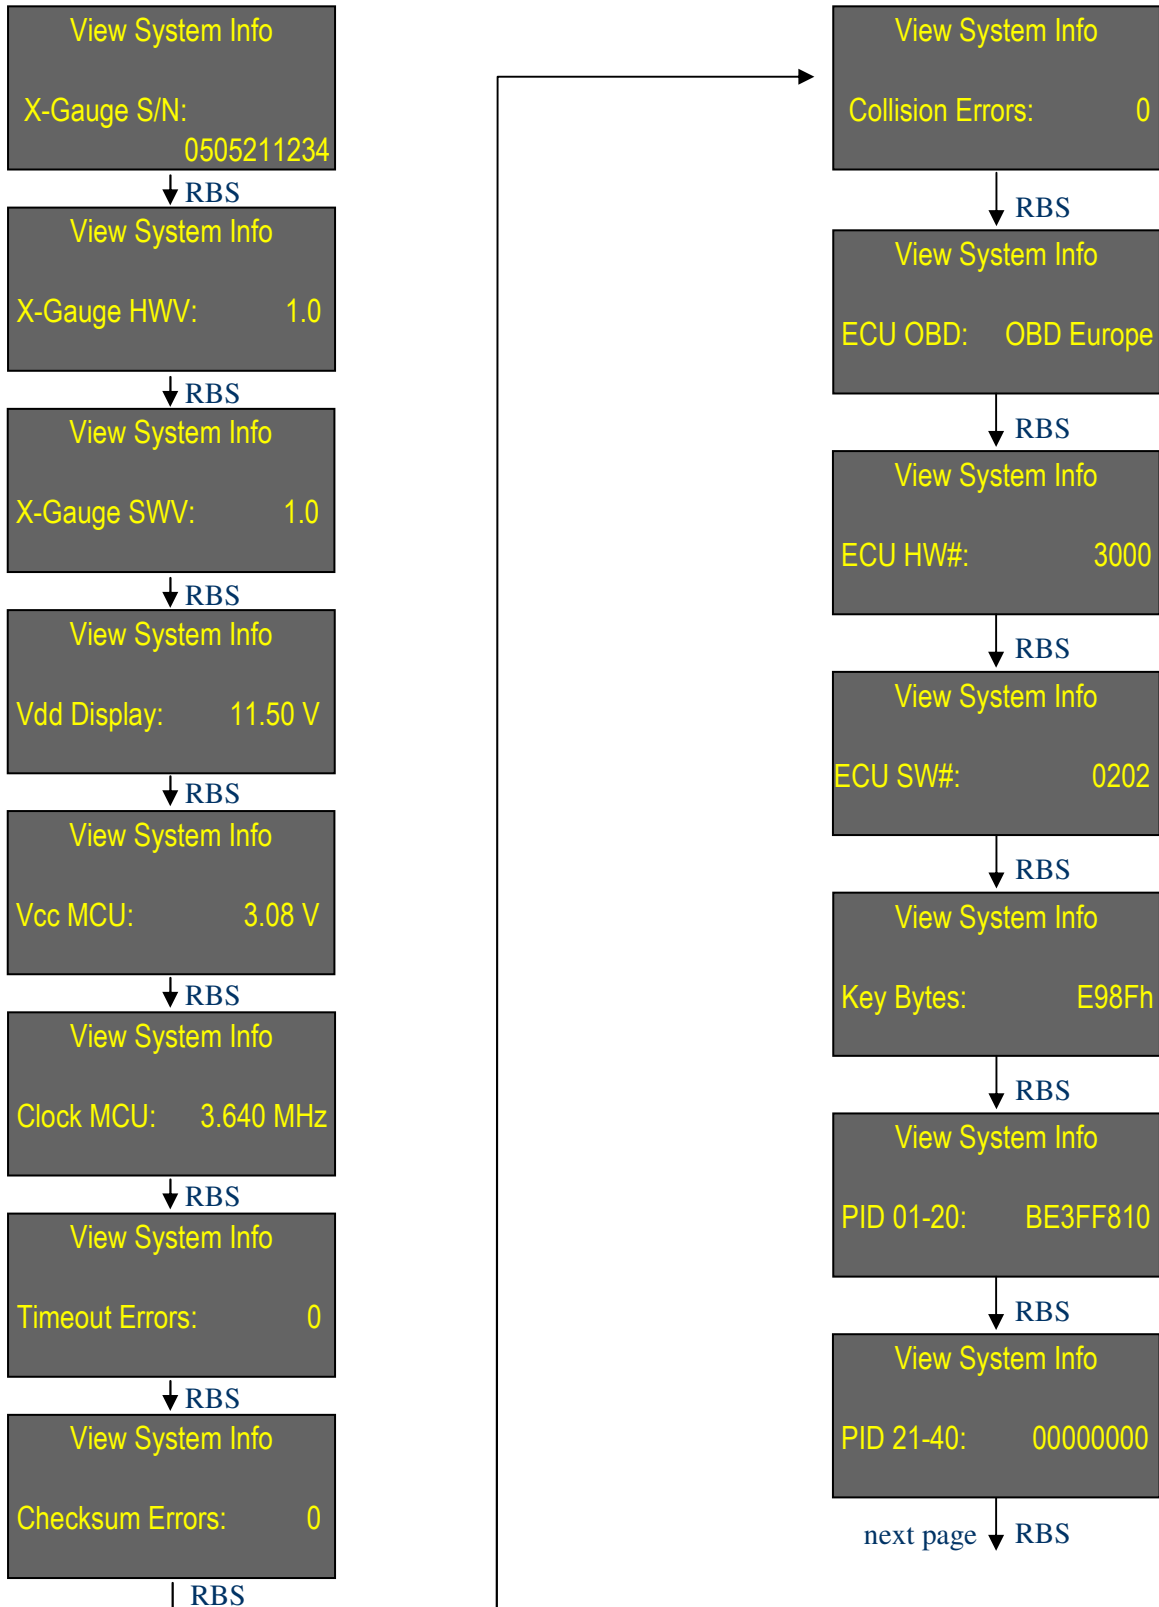 View System Info
X-Gauge S/N:
0505211234
RBS
View System Info
X-Gauge HWV: 1.0
RBS
View System Info
X-Gauge SWV: 1.0
RBS
View System Info
Vdd Display: 11.50 V
RBS
View System Info
Vcc MCU: 3.08 V
RBS
View System Info
Clock MCU: 3.640 MHz
RBS
View System Info
Timeout Errors: 0
RBS
View System Info
Checksum Errors: 0
RBS
View System Info
Collision Errors: 0
RBS
View System Info
ECU OBD: OBD Europe
RBS
View System Info
ECU HW#: 3000
RBS
View System Info
ECU SW#: 0202
RBS
View System Info
Key Bytes: E98Fh
RBS
View System Info
PID 01-20: BE3FF810
RBS
View System Info
PID 21-40: 00000000
next page RBS